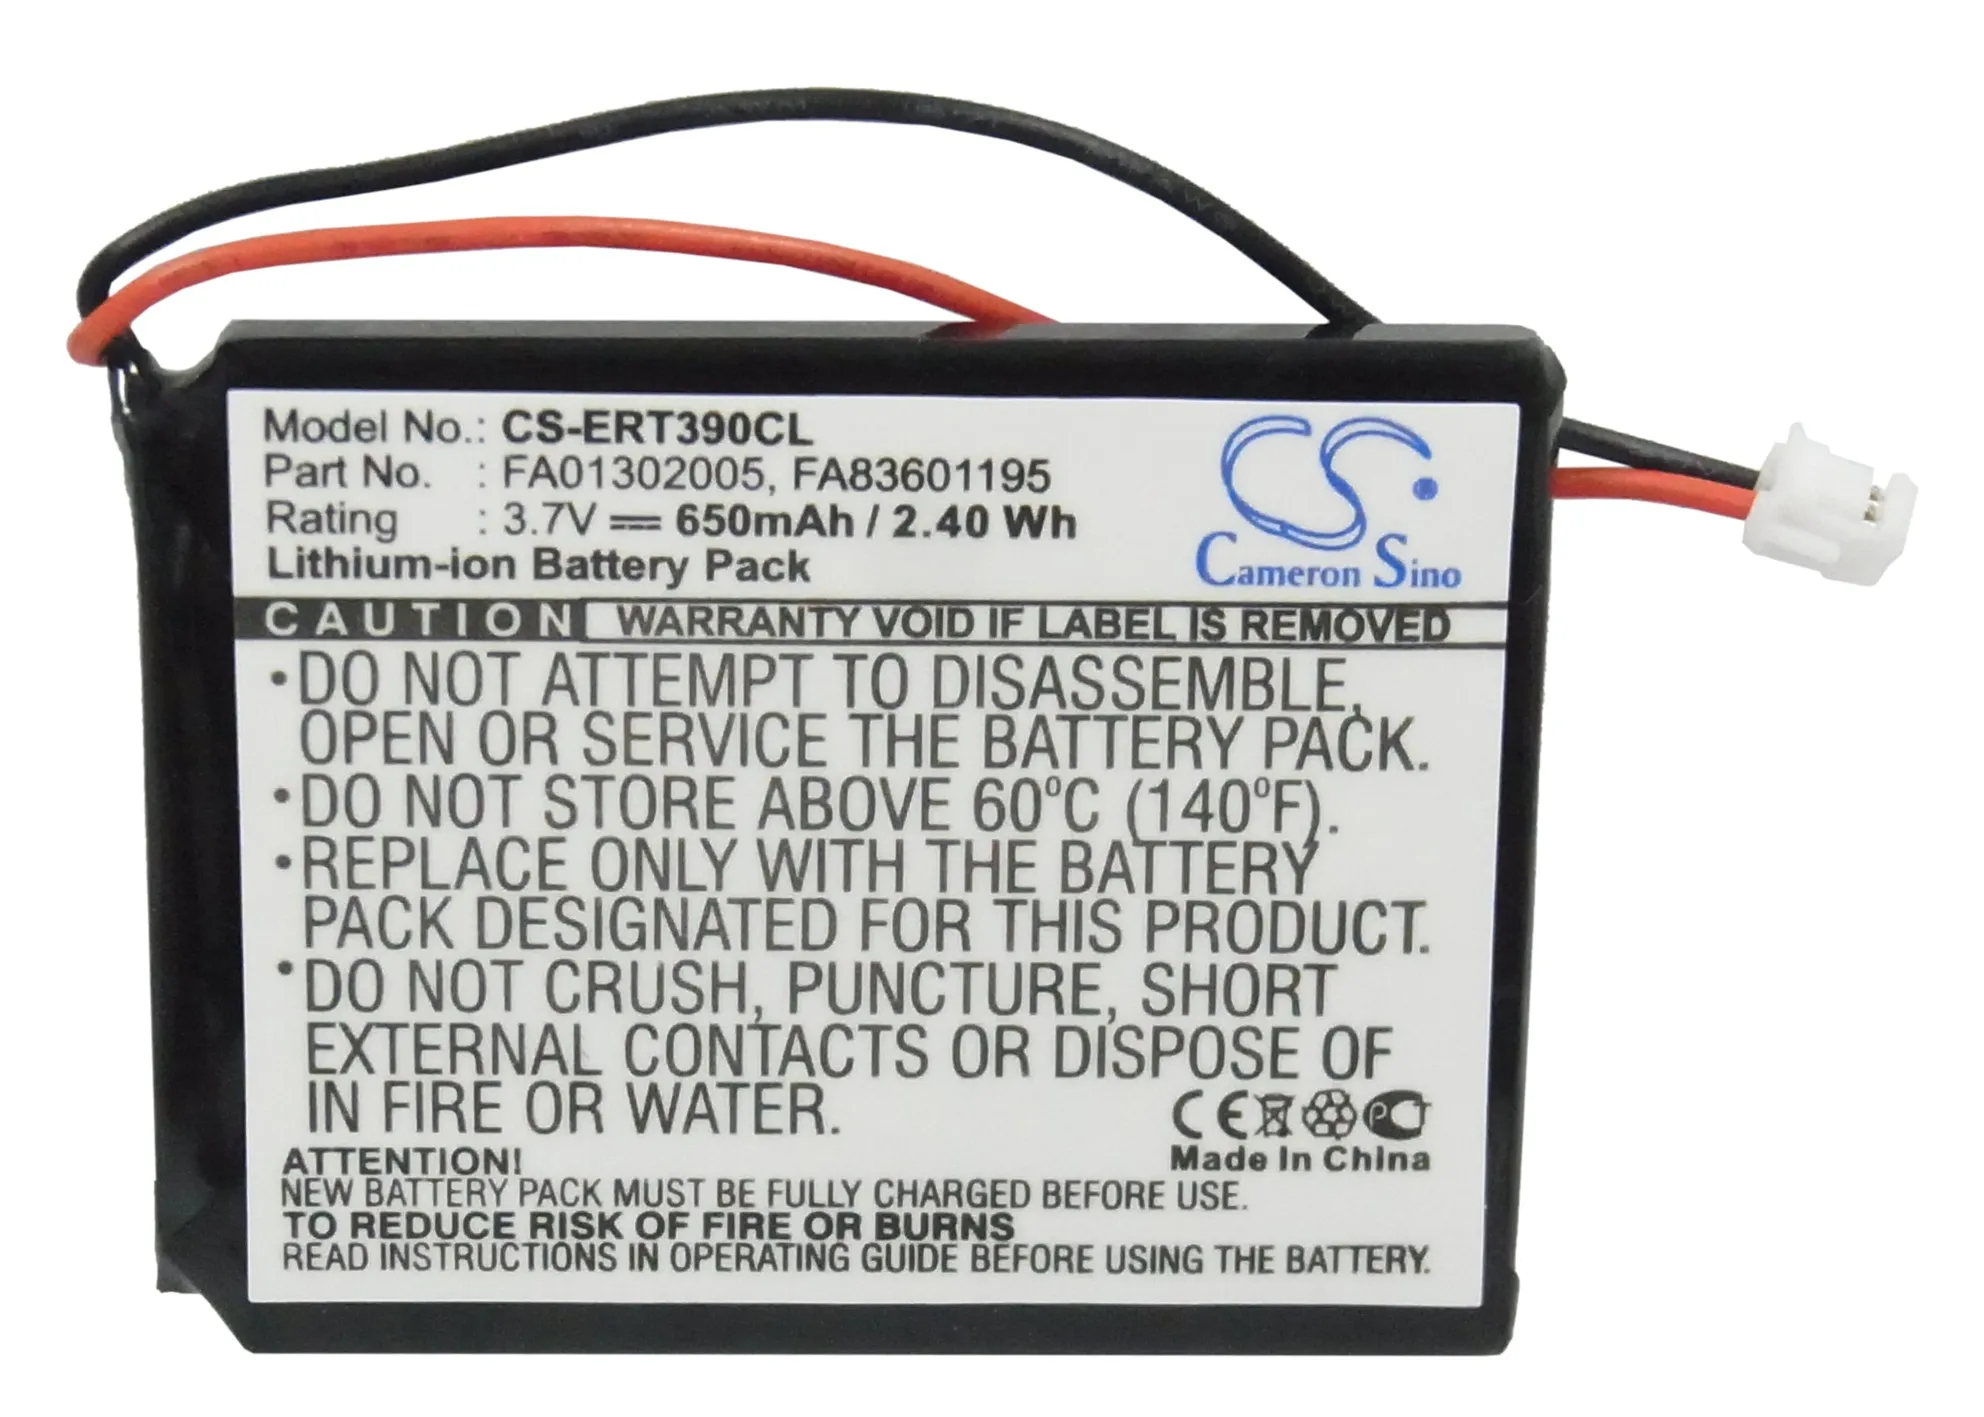 Model No.: CS-ERT390CL
Part No. : FA01302005, FA83601195
Rating : 3.7V 650mAh / 2.40 Wh
Lithium-ion Battery Pack
CS
Cameron Sino
CAUTION WARRANTY VOID IF LABEL IS REMOVED
•DO NOT ATTEMPT TO DISASSEMBLE,
OPEN OR SERVICE THE BATTERY PACK.
•DO NOT STORE ABOVE 60°C (140°F).
•REPLACE ONLY WITH THE BATTERY
PACK DESIGNATED FOR THIS PRODUCT.
•DO NOT CRUSH, PUNCTURE, SHORT
EXTERNAL CONTACTS OR DISPOSE OF
IN FIRE OR WATER.
CE PCT
Made In China
ATTENTION!
NEW BATTERY PACK MUST BE FULLY CHARGED BEFORE USE.
TO REDUCE RISK OF FIRE OR BURNS
READ INSTRUCTIONS IN OPERATING GUIDE BEFORE USING THE BATTERY.